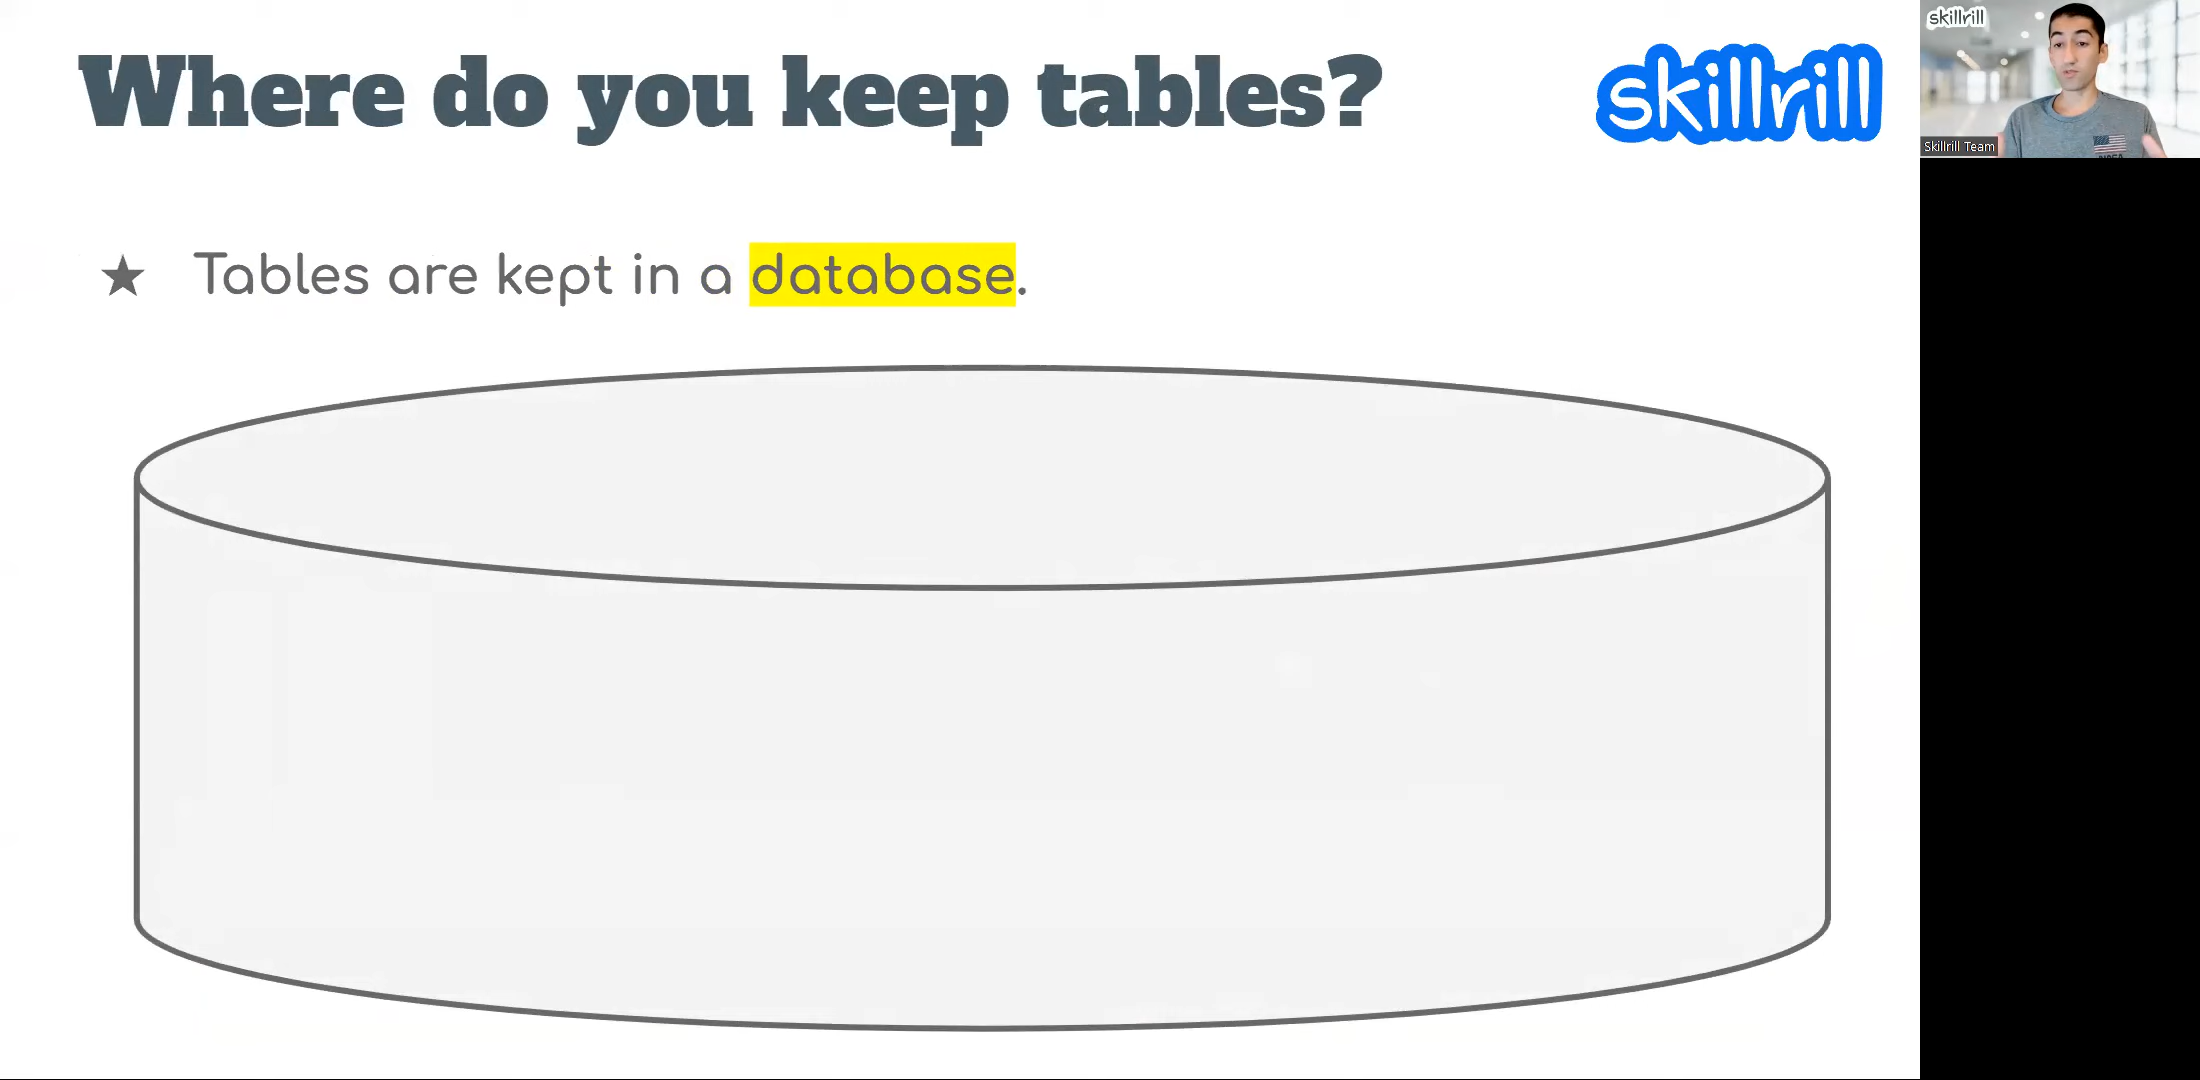 Where do you keep tables?
skillrill
★ Tables are kept in a database.
skillrill
Skillrill Team